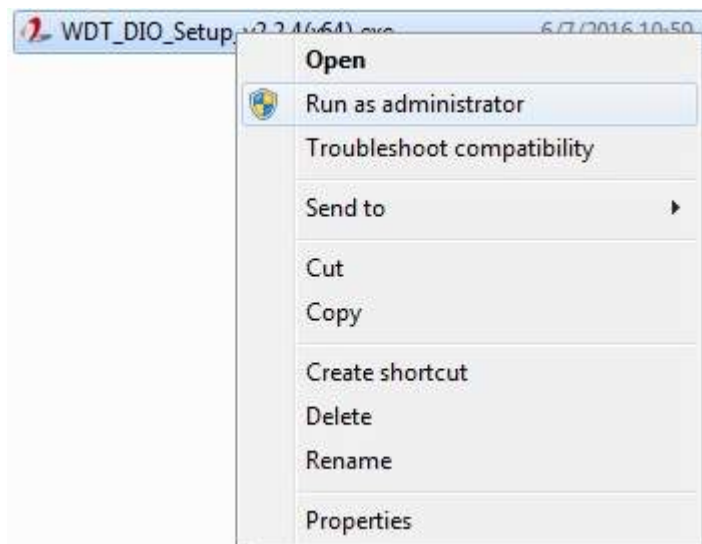 WDT_DIO_Setup_v2.2.4(x64).exe 6/7/2016 10:59
Open
Run as administrator
Troubleshoot compatibility
Send to
Cut
Copy
Create shortcut
Delete
Rename
Properties